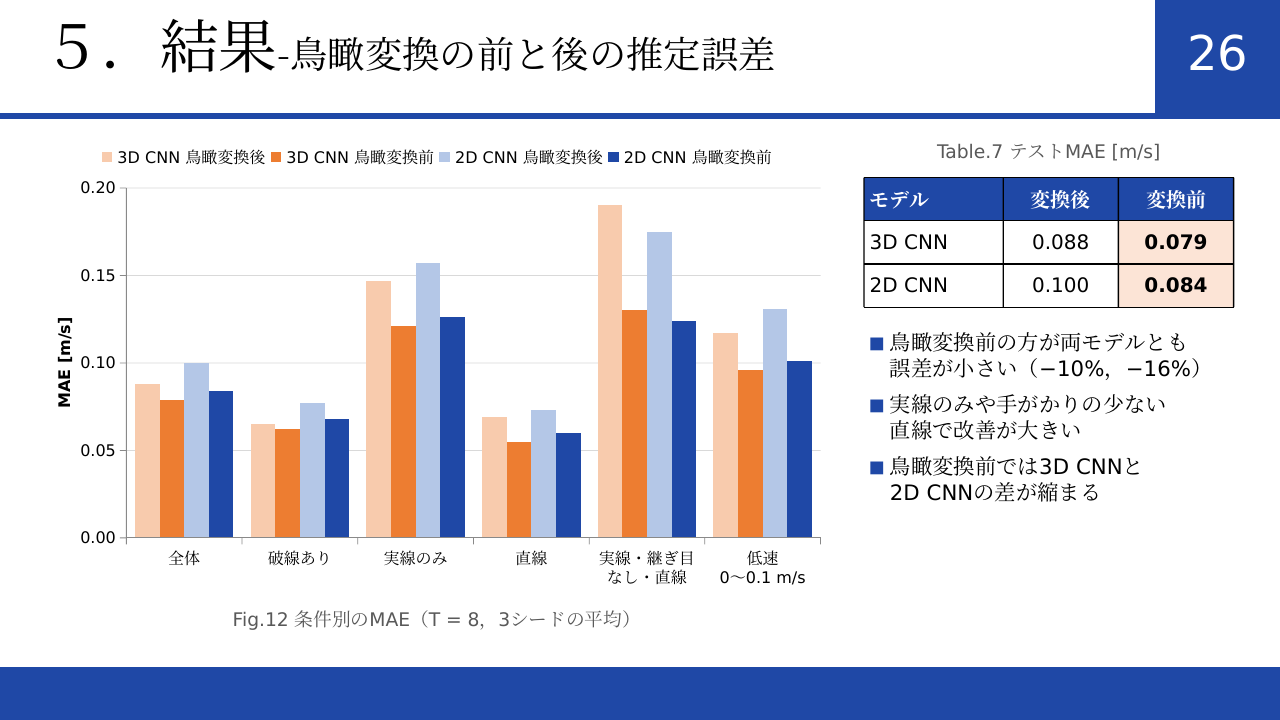 5．結果-鳥瞰変換の前と後の推定誤差
26
3D CNN 鳥瞰変換後 3D CNN 鳥瞰変換前 2D CNN 鳥瞰変換後 2D CNN 鳥瞰変換前
MAE [m/s]
0.20
0.15
0.10
0.05
0.00
全体 破線あり 実線のみ 直線 実線・継ぎ目 低速
なし・直線 0～0.1 m/s
Fig.12 条件別のMAE（T = 8，3シードの平均）
Table.7 テストMAE [m/s]
モデル 変換後 変換前
3D CNN 0.088 0.079
2D CNN 0.100 0.084
■鳥瞰変換前の方が両モデルとも
誤差が小さい（−10%，−16%）
■実線のみや手がかりの少ない
直線で改善が大きい
■鳥瞰変換前では3D CNNと
2D CNNの差が縮まる